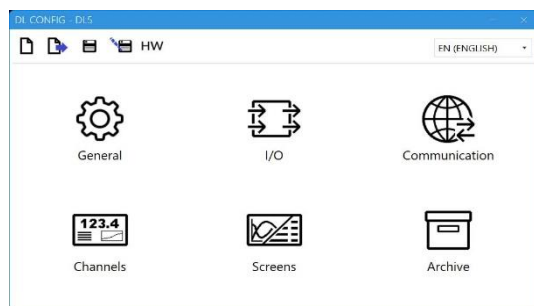 DL CONFIG - DL5
HW
EN (ENGLISH)
General
I/O
Communication
123.4
Channels
Screens
Archive